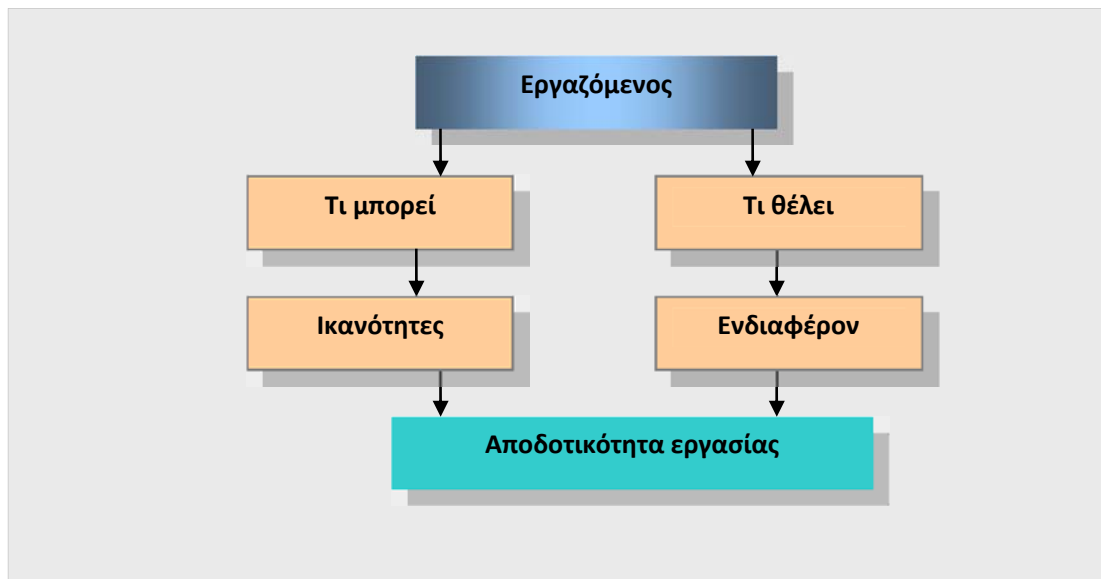 Εργαζόμενος
Τι μπορεί
Τι θέλει
Ικανότητες
Ενδιαφέρον
Αποδοτικότητα εργασίας